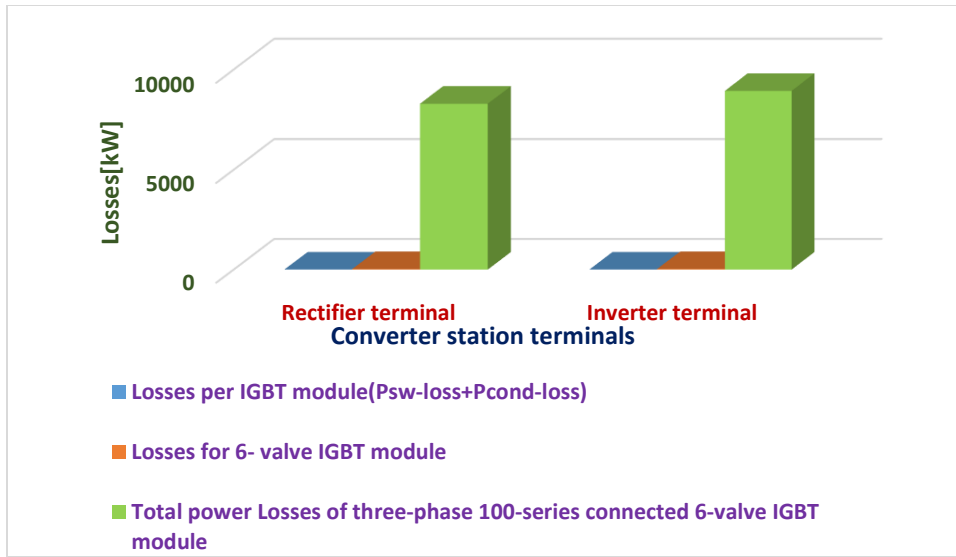 10000
5000
0
Losses[kW]
Rectifier terminal
Inverter terminal
Converter station terminals
Losses per IGBT module(Psw-loss+Pcond-loss)
Losses for 6- valve IGBT module
Total power Losses of three-phase 100-series connected 6-valve IGBT
module